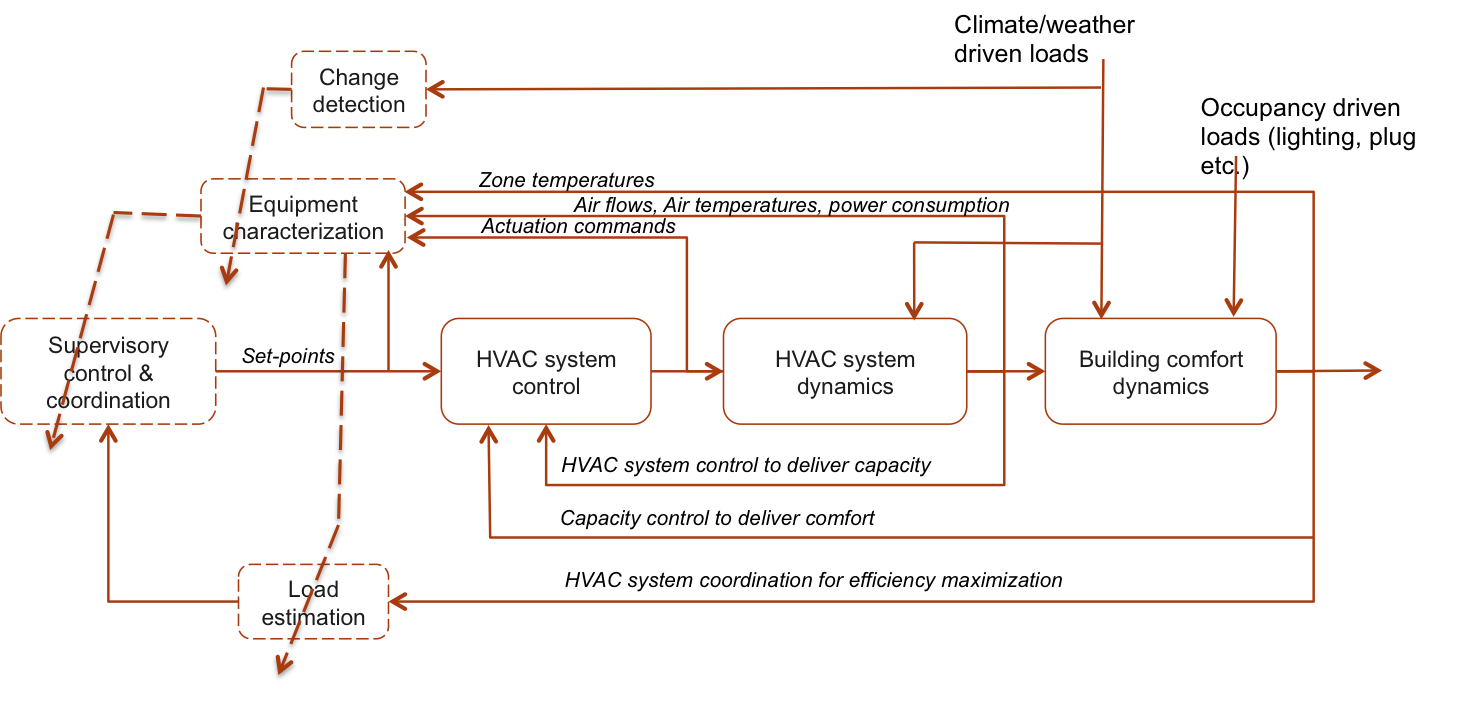 Climate/weather
driven loads
Change
detection
Occupancy driven
loads (lighting, plug
etc.)
Zone temperatures
Equipment
characterization
Air flows, Air temperatures, power consumption
Actuation commands
Supervisory
control &
coordination
Set-points
HVAC system
control
HVAC system
dynamics
Building comfort
dynamics
HVAC system control to deliver capacity
Capacity control to deliver comfort
HVAC system coordination for efficiency maximization
Load
estimation